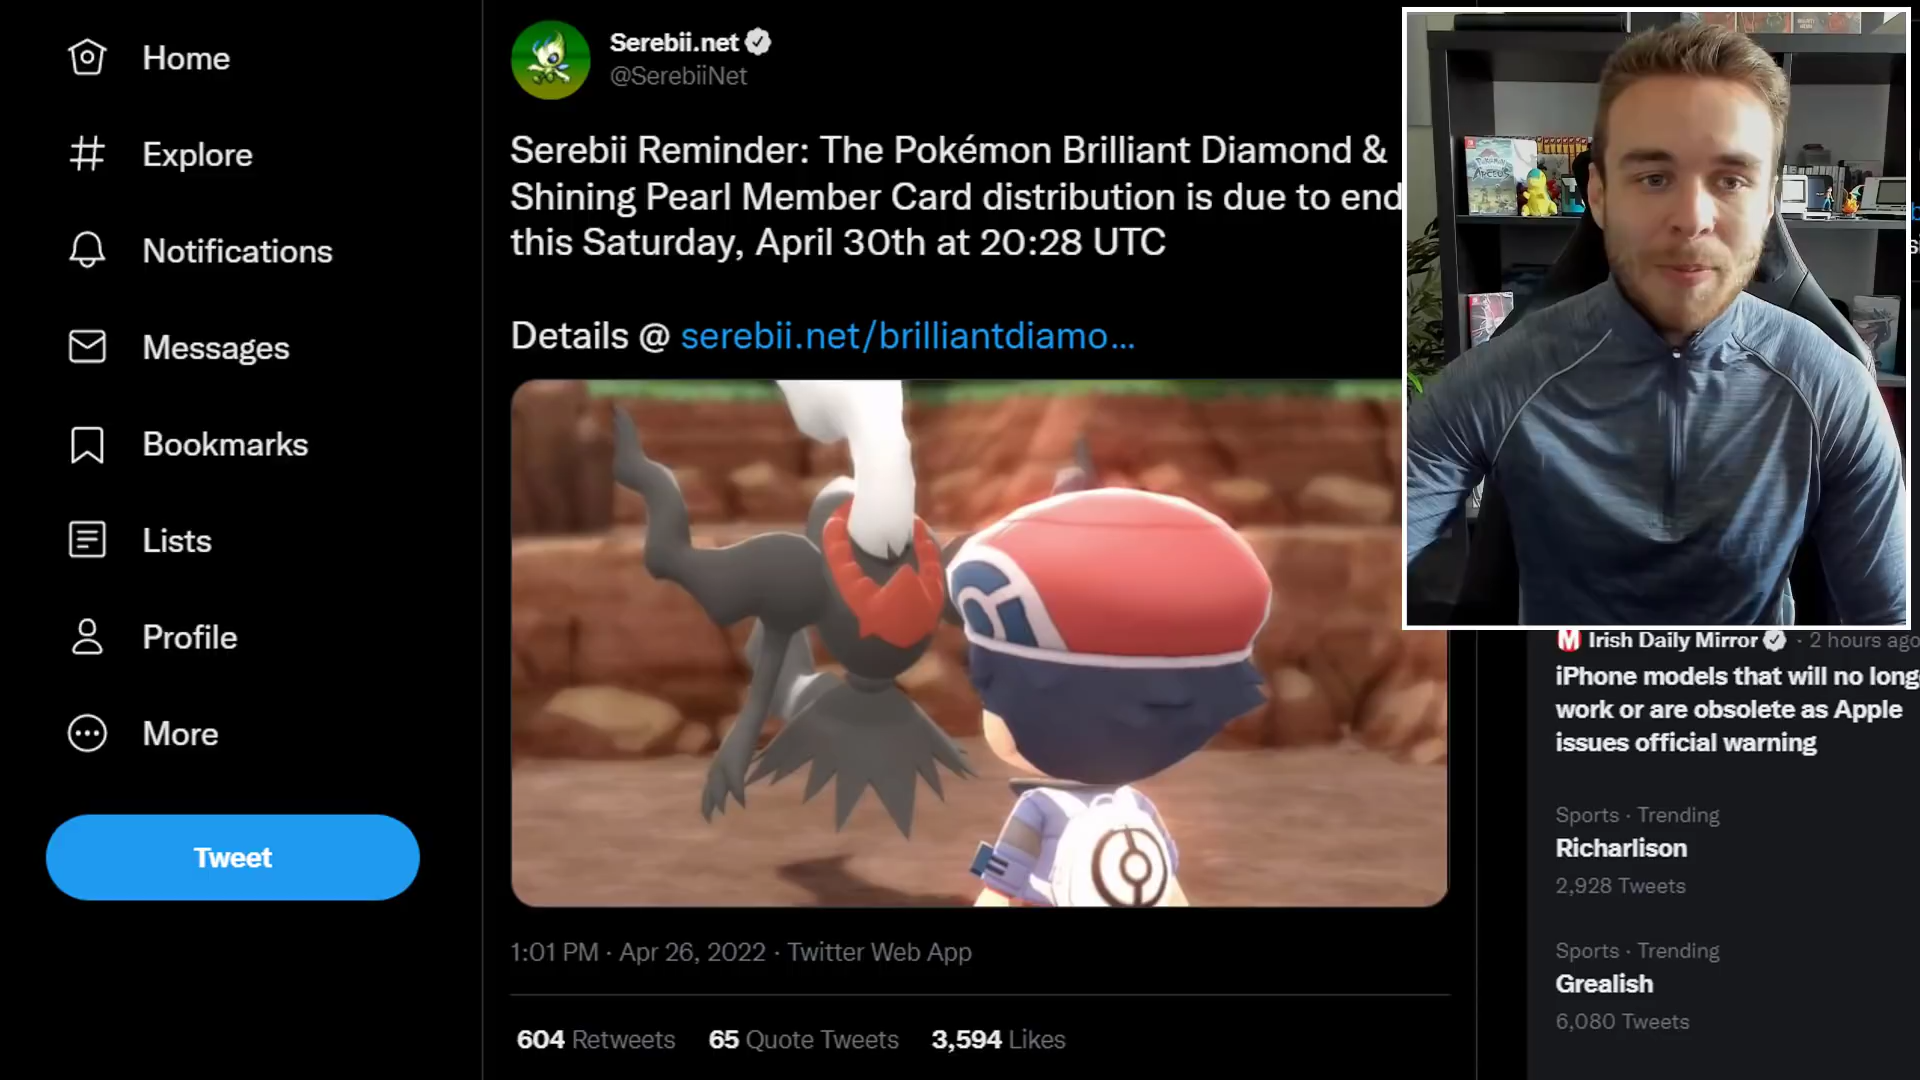 Home
Explore
Notifications
Messages
Bookmarks
Lists
Profile
More
Tweet
Serebii.net
@SerebiiNet
Serebii Reminder: The Pokémon Brilliant Diamond &
Shining Pearl Member Card distribution is due to end
this Saturday, April 30th at 20:28 UTC
Details @ serebii.net/brilliantdiamo...
1:01 PM · Apr 26, 2022 · Twitter Web App
604 Retweets 65 Quote Tweets 3,594 Likes
Irish Daily Mirror · 2 hours ago
iPhone models that will no long
work or are obsolete as Apple
issues official warning
Sports · Trending
Richarlison
2,928 Tweets
Sports · Trending
Grealish
6,080 Tweets